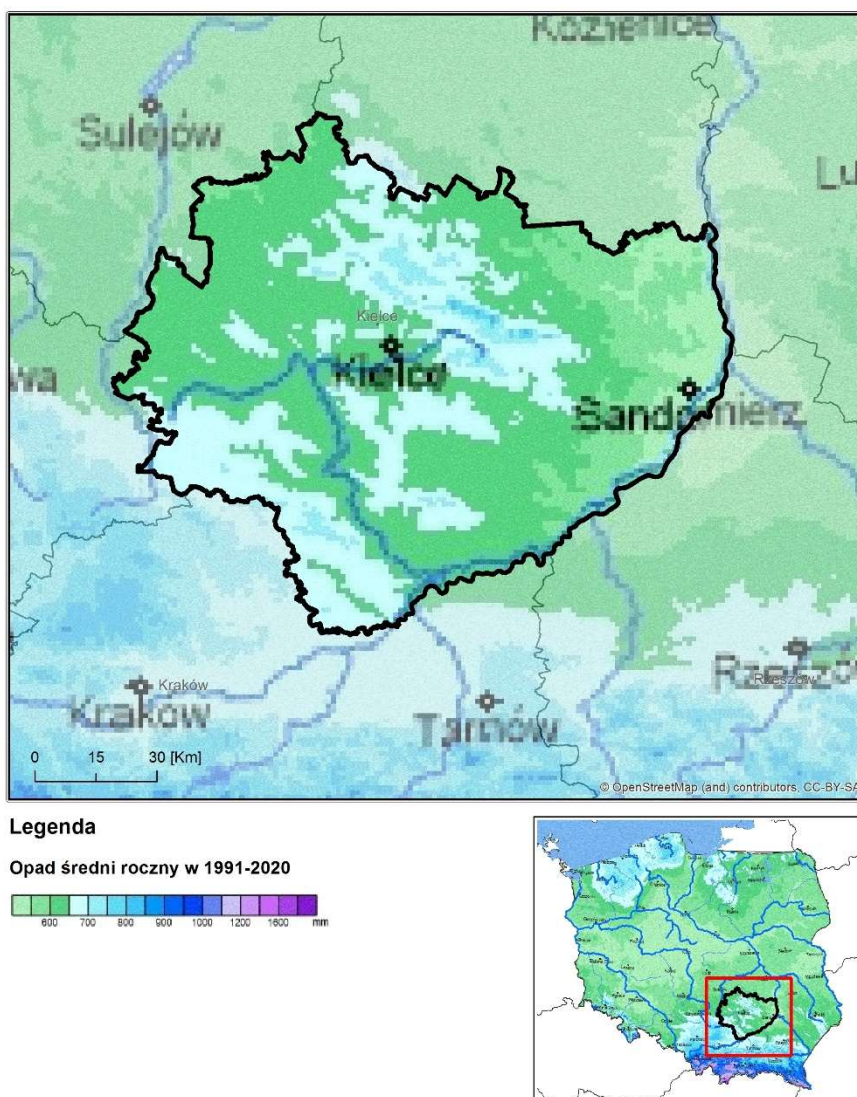 Kozienice
Sulejów
Lu
Kielce
Kielce
wa
Sandomierz
Kraków
Kraków
Rzeszów
Rzeszów
Tarnów
0 15 30 [Km]
© OpenStreetMap (and) contributors, CC-BY-SA
Legenda
Opad średni roczny w 1991-2020
600 700 800 900 1000 1200 1600 mm